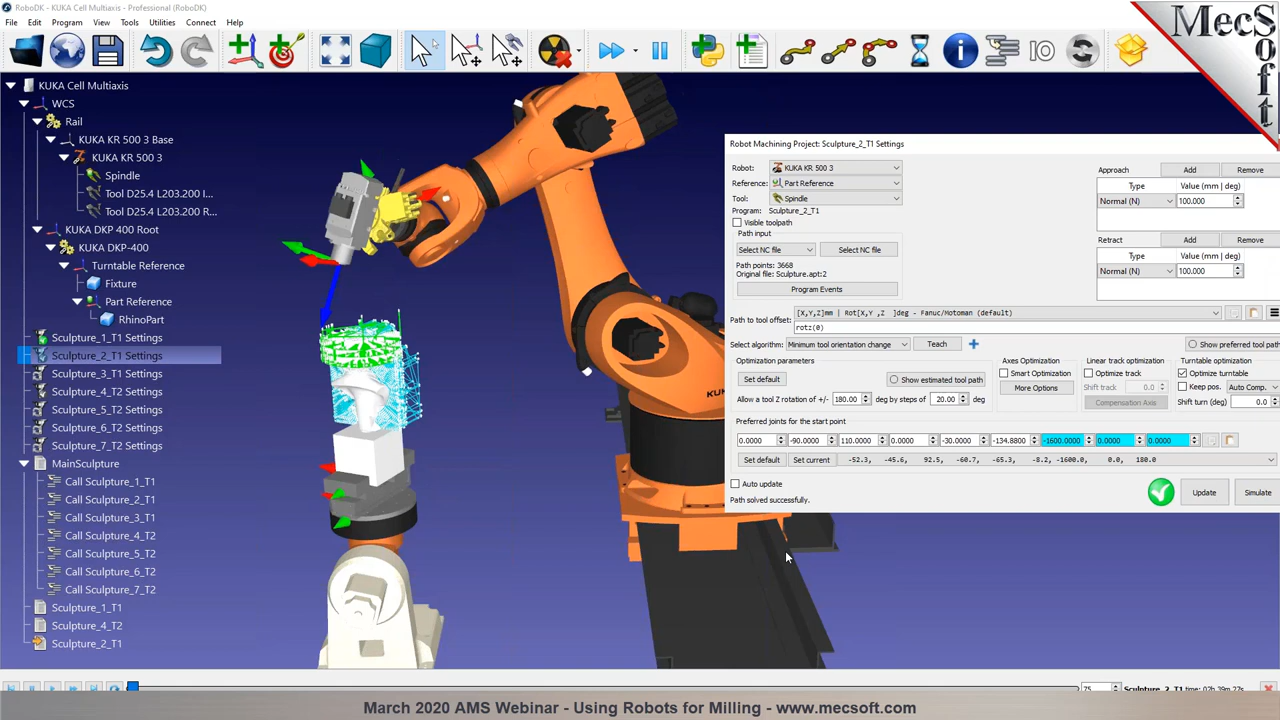 RoboDK - KUKA Cell Multiaxis (RoboDK)
File Edit Program View Tools Utilities Connect Help
MecSoft
KUKA Cell Multiaxis
WCS
Rail
KUKA KR 500 3 Base
KUKA KR 500 3
Spindle
Tool D25.4 L203.200 I...
Tool D25.4 L203.200 R...
KUKA DKP 400 Root
KUKA DKP-400
Turntable Reference
Fixture
Part Reference
RhinoPart
Sculpture_1_T1 Settings
Sculpture_2_T1 Settings
Sculpture_3_T1 Settings
Sculpture_4_T2 Settings
Sculpture_5_T2 Settings
Sculpture_6_T2 Settings
Sculpture_7_T2 Settings
MainSculpture
Call Sculpture_1_T1
Call Sculpture_2_T1
Call Sculpture_3_T1
Call Sculpture_4_T2
Call Sculpture_5_T2
Call Sculpture_6_T2
Call Sculpture_7_T2
Sculpture_1_T1
Sculpture_4_T2
Sculpture_2_T1
Robot Machining Project: Sculpture_2_T1 Settings
Robot: KUKA KR 500 3
Reference: Part Reference
Tool: Spindle
Program: Sculpture_2_T1
Visible toolpath
Path input
Select NC file Select NC file
Path points: 3668
Original file: Sculpture.apt:2
Program Events
Approach Add Remove
Type Value (mm | deg)
Normal (N) 100.000
Retract Add Remove
Type Value (mm | deg)
Normal (N) 100.000
Path to tool offset: [X,Y,Z]mm | Rot[X,Y ,Z ]deg - Fanuc/Motoman (default)
rotz(0)
Select algorithm: Minimum tool orientation change Teach Show preferred tool path
Optimization parameters
Set default Show estimated tool path
Allow a tool Z rotation of +/- 180.00 deg by steps of 20.00 deg
Axes Optimization
Smart Optimization
More Options
Linear track optimization
Optimize track
Shift track 0.0
Compensation Axis
Turntable optimization
Optimize turntable
Keep pos. Auto Comp.
Shift turn (deg) 0.0
Preferred joints for the start point
0.0000 -90.0000 110.0000 0.0000 -30.0000 -134.8800 -1600.0000 0.0000 0.0000
Set default Set current -52.3, -45.6, 92.5, -60.7, -65.3, -8.2, -1600.0, 0.0, 180.0
Auto update
Path solved successfully.
Update Simulate
KUKA
75 Sculpture_2_T1
March 2020 AMS Webinar - Using Robots for Milling - www.mecsoft.com